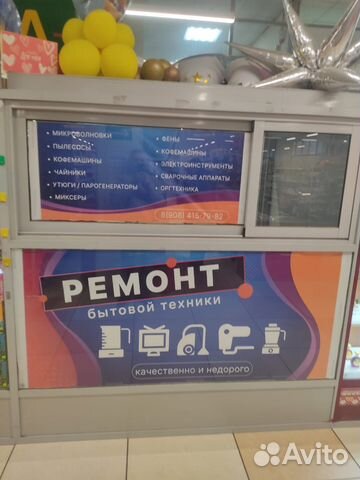 • МИКРОВОЛНОВКИ
• ПЫЛЕСОСЫ
• КОФЕМАШИНЫ
• ЧАЙНИКИ
• УТЮГИ / ПАРОГЕНЕРАТОРЫ
• МИКСЕРЫ
• ФЕНЫ
• КОФЕМАШИНЫ
• ЭЛЕКТРОИНСТРУМЕНТЫ
• СВАРОЧНЫЕ АППАРАТЫ
• ОРГТЕХНИКА
8(908) 415-79-82
РЕМОНТ
бытовой техники
качественно и недорого
Avito